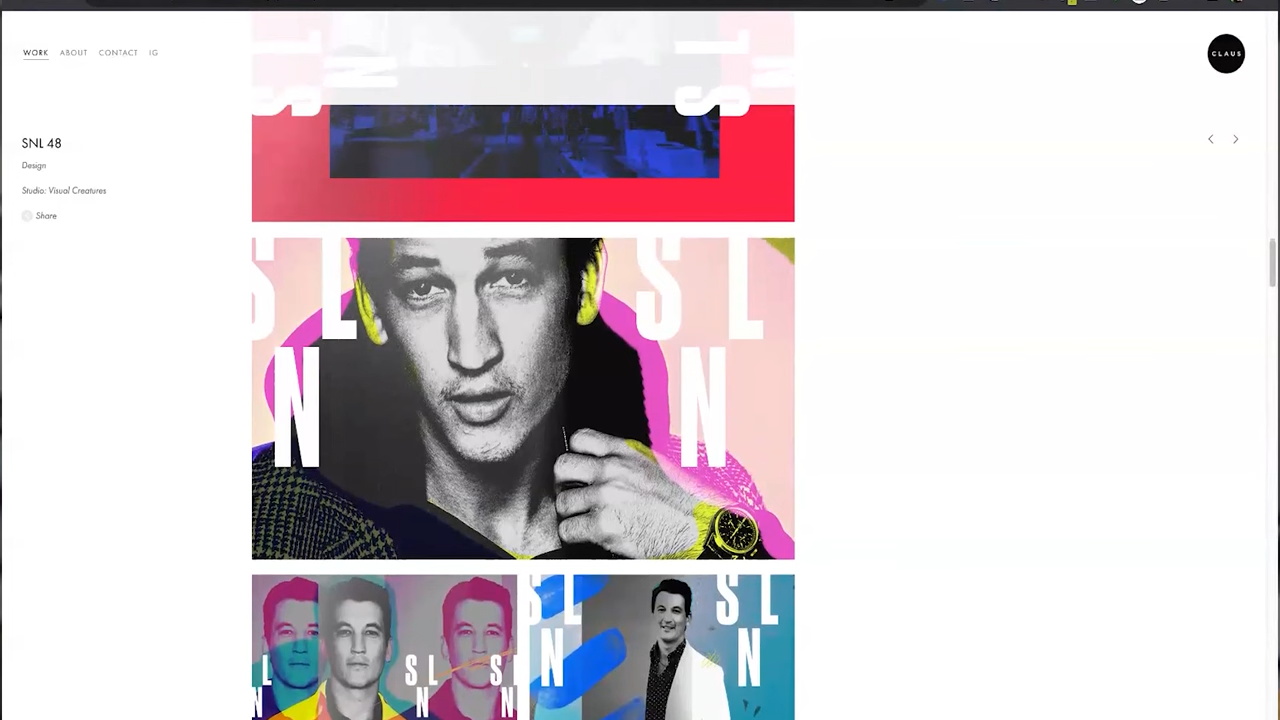 WORK ABOUT CONTACT IG
CLAUS
SNL 48
Design
Studio: Visual Creatures
Share
S L
N
S L
N
S L
N
S L
N
L
N
S L
N
S
N
S L
N
S L
N